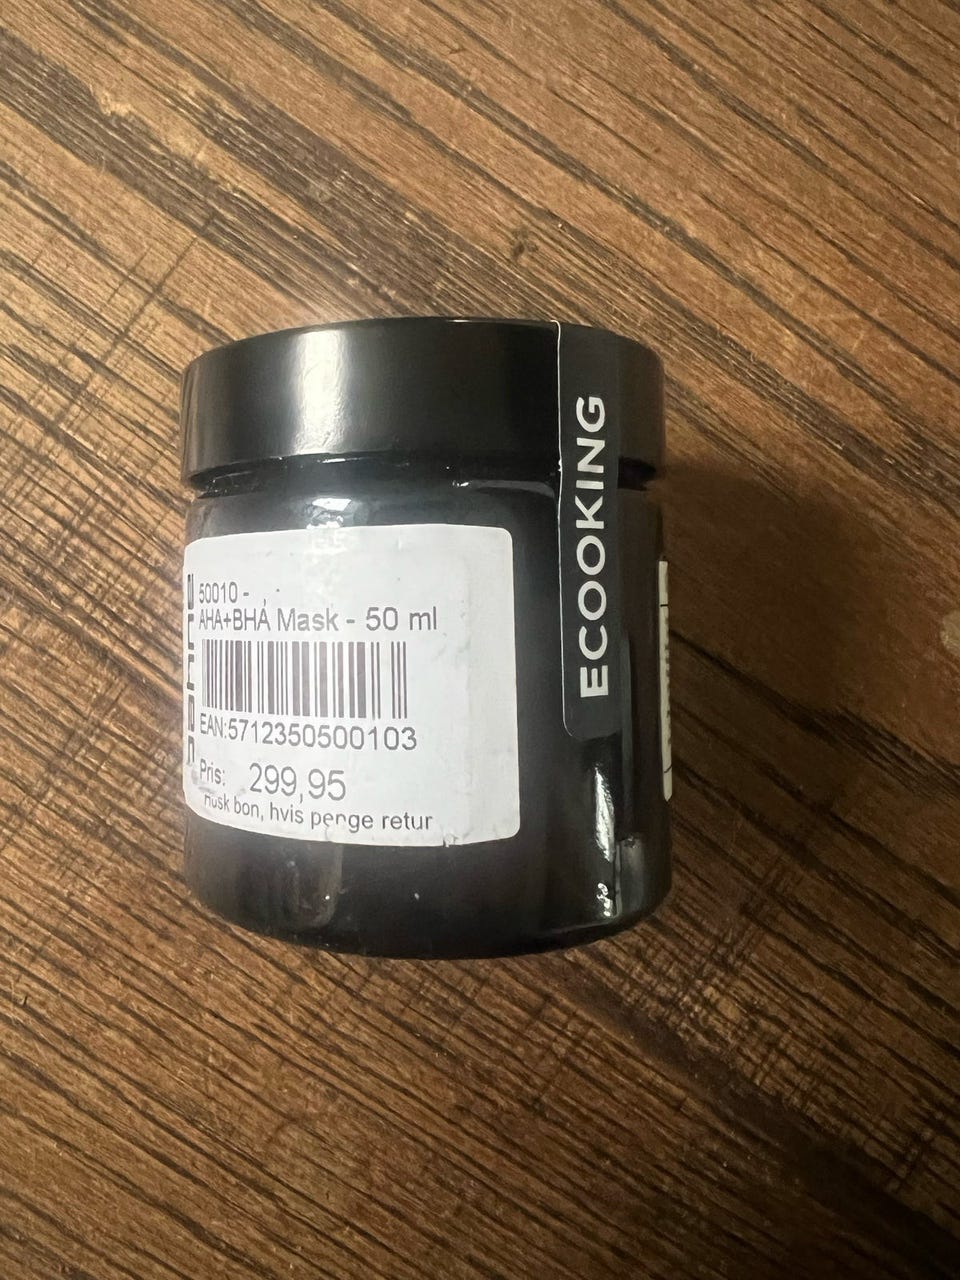 50010 -
AHA+BHA Mask - 50 ml
EAN:5712350500103
Pris: 299,95
Husk bon, hvis penge retur
ECOOKING